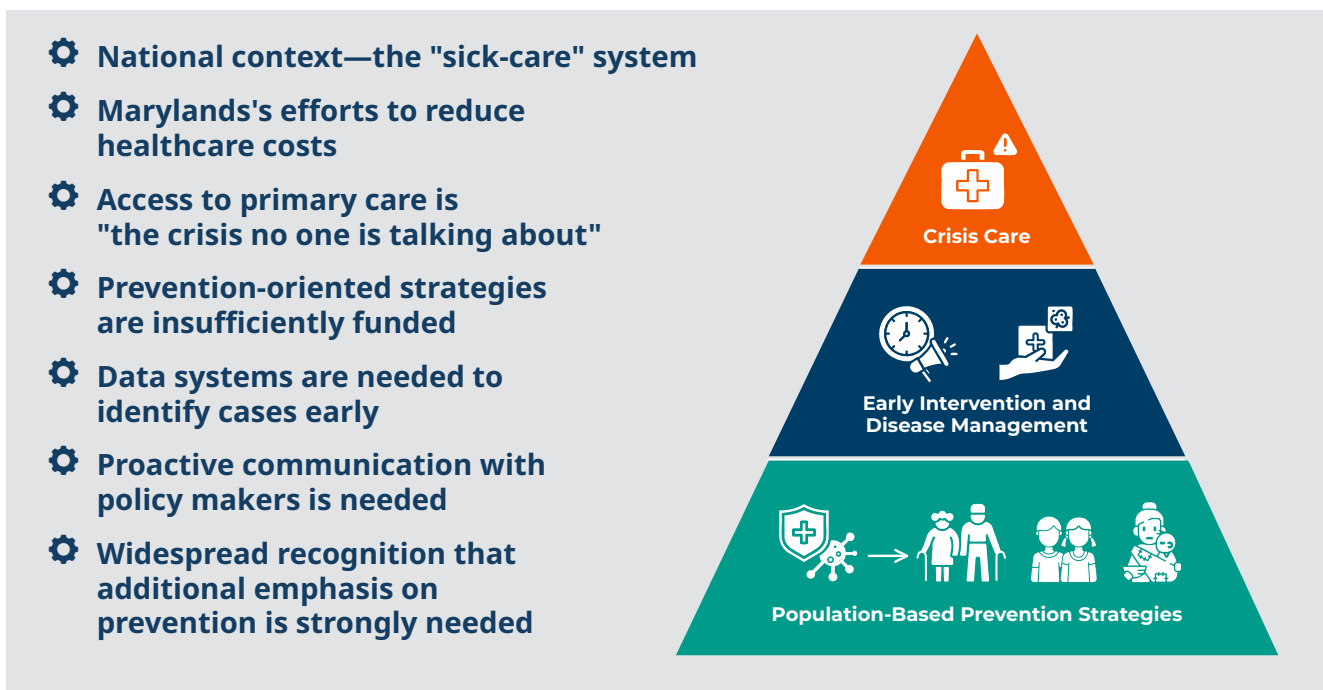 National context—the "sick-care" system
Marylands's efforts to reduce
healthcare costs
Access to primary care is
"the crisis no one is talking about"
Prevention-oriented strategies
are insufficiently funded
Data systems are needed to
identify cases early
Proactive communication with
policy makers is needed
Widespread recognition that
additional emphasis on
prevention is strongly needed
Crisis Care
Early Intervention and
Disease Management
Population-Based Prevention Strategies